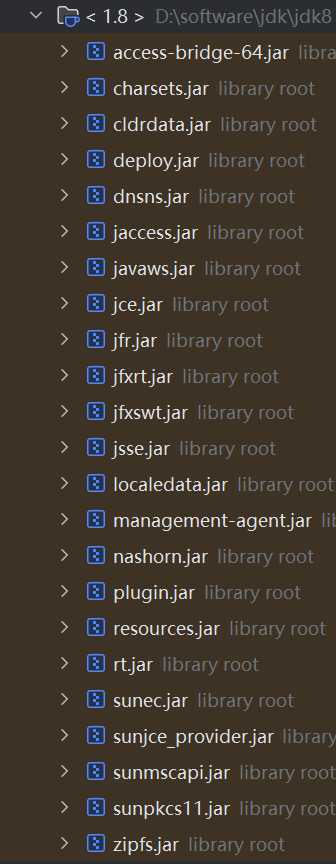 < 1.8 > D:\software\jdk\jdk8
access-bridge-64.jar libra
charsets.jar library root
cldrdata.jar library root
deploy.jar library root
dnsns.jar library root
jaccess.jar library root
javaws.jar library root
jce.jar library root
jfr.jar library root
jfxrt.jar library root
jfxswt.jar library root
jsse.jar library root
localedata.jar library root
management-agent.jar lib
nashorn.jar library root
plugin.jar library root
resources.jar library root
rt.jar library root
sunec.jar library root
sunjce_provider.jar library
sunmscapi.jar library root
sunpkcs11.jar library root
zipfs.jar library root